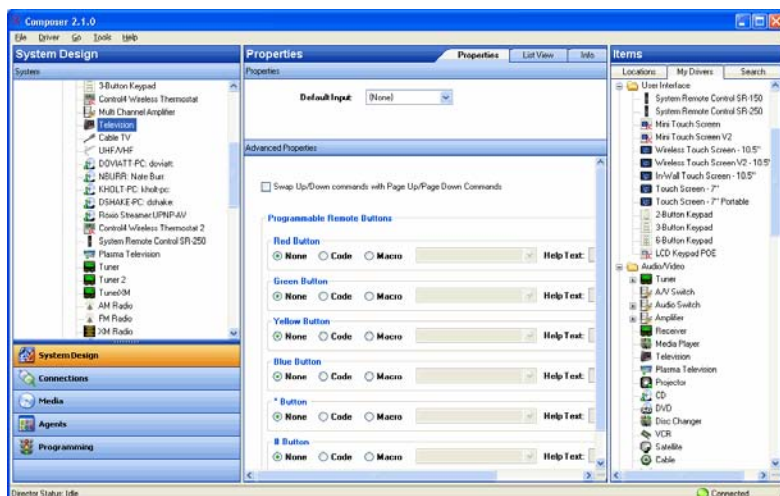 Composer 2.1.0
File Driver Go Tools Help
System Design
System
3-Button Keypad
Control4 Wireless Thermostat
Multi Channel Amplifier
Television
Cable TV
UHF/VHF
DOVIATT-PC: doviatt
NBURR: Nate Burr
KHOLT-PC: kholt-pc:
DSHAKE-PC: dshake:
Roxio Streamer:UPNP-AV
Control4 Wireless Thermostat 2
System Remote Control SR-250
Plasma Television
Tuner
Tuner 2
TunerXM
AM Radio
FM Radio
XM Radio
System Design
Connections
Media
Agents
Programming
Properties
Properties List View Info
Properties
Default Input: (None)
Advanced Properties
Swap Up/Down commands with Page Up/Page Down Commands
Programmable Remote Buttons
Red Button
None Code Macro Help Text:
Green Button
None Code Macro Help Text:
Yellow Button
None Code Macro Help Text:
Blue Button
None Code Macro Help Text:
* Button
None Code Macro Help Text:
# Button
None Code Macro Help Text:
Items
Locations My Drivers Search
User Interface
System Remote Control SR-150
System Remote Control SR-250
Mini Touch Screen
Mini Touch Screen V2
Wireless Touch Screen - 10.5"
Wireless Touch Screen V2 - 10.5"
In-Wall Touch Screen - 10.5"
Touch Screen - 7"
Touch Screen - 7" Portable
2-Button Keypad
3-Button Keypad
6-Button Keypad
LCD Keypad POE
Audio/Video
Tuner
A/V Switch
Audio Switch
Amplifier
Receiver
Media Player
Television
Plasma Television
Projector
CD
DVD
Disc Changer
VCR
Satellite
Cable
Director Status: Idle
Connected